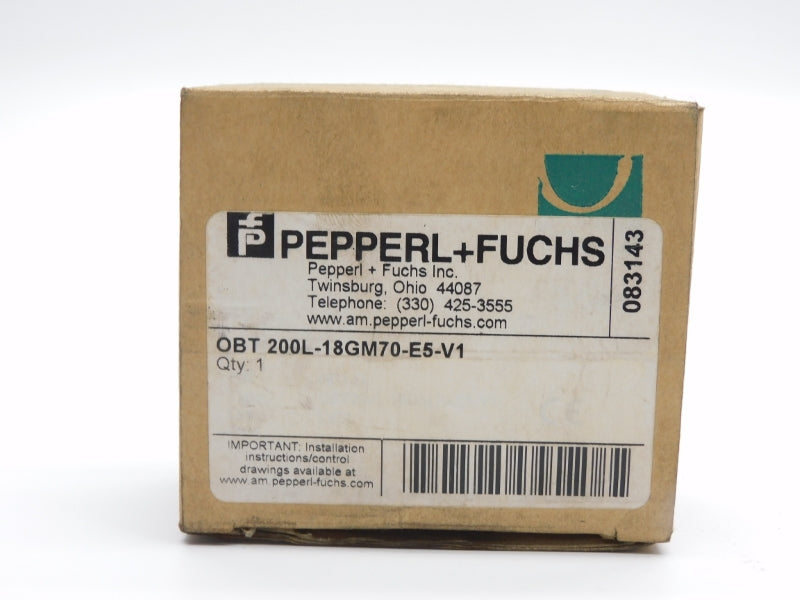 PEPPERL+FUCHS
Pepperl + Fuchs Inc.
Twinsburg, Ohio 44087
Telephone: (330) 425-3555
www.am.pepperl-fuchs.com
083143
OBT 200L-18GM70-E5-V1
Qty: 1
IMPORTANT: Installation
instructions/control
drawings available at
www.am.pepperl-fuchs.com